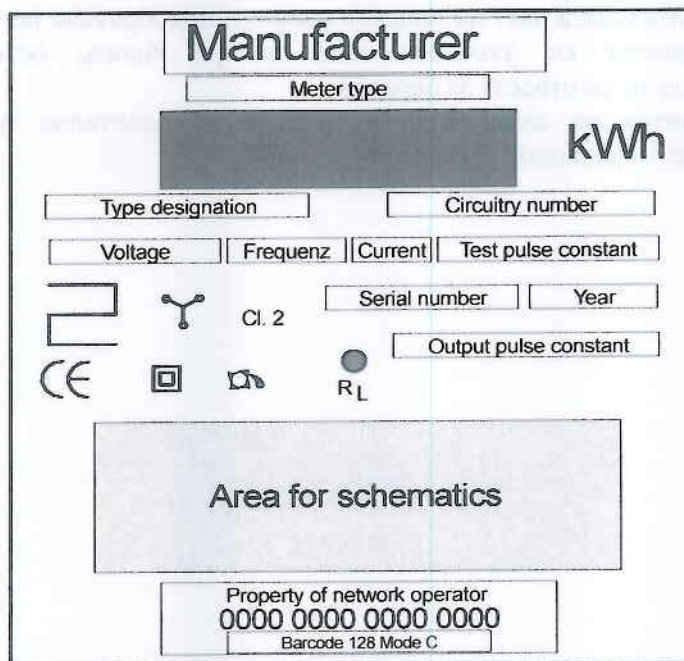 Manufacturer
Meter type
kWh
Type designation
Circuitry number
Voltage
Frequenz
Current
Test pulse constant
Serial number
Year
Cl. 2
Output pulse constant
CE
RL
Area for schematics
Property of network operator
0000 0000 0000 0000
Barcode 128 Mode C